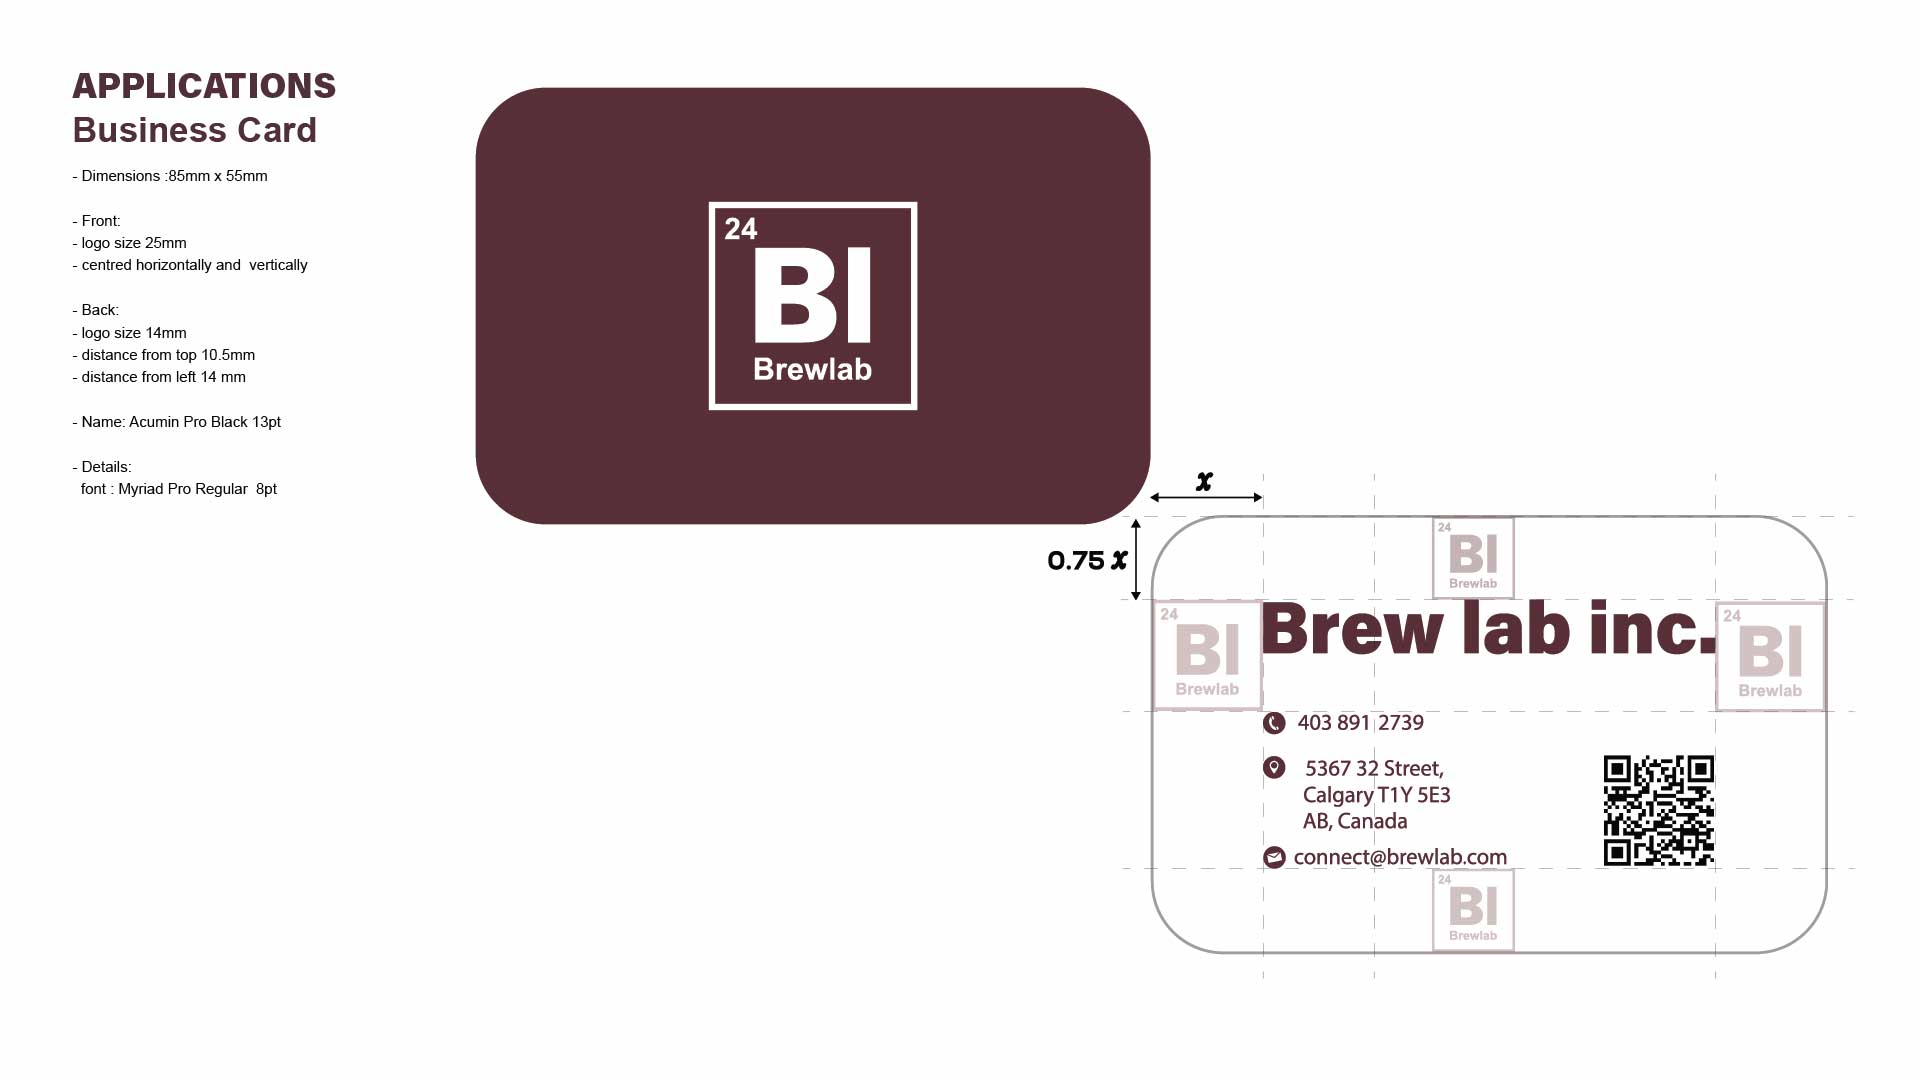 APPLICATIONS
Business Card
- Dimensions :85mm x 55mm
- Front:
- logo size 25mm
- centred horizontally and  vertically
- Back:
- logo size 14mm
- distance from top 10.5mm
- distance from left 14 mm
- Name: Acumin Pro Black 13pt
- Details:
font : Myriad Pro Regular  8pt
24
Bl
Brewlab
x
0.75 x
24
Bl
Brewlab
24
Bl
Brewlab
Brew lab inc.
24
Bl
Brewlab
403 891 2739
5367 32 Street,
Calgary T1Y 5E3
AB, Canada
connect@brewlab.com
24
Bl
Brewlab